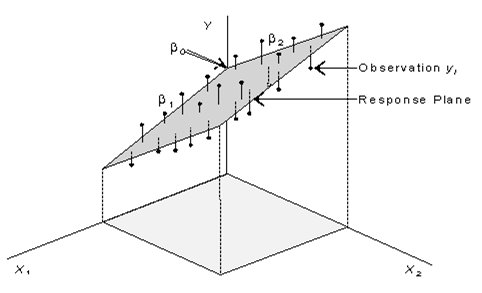 Y
β₂
β₀
Observation yᵢ
β₁
Response Plane
X₁
X₂